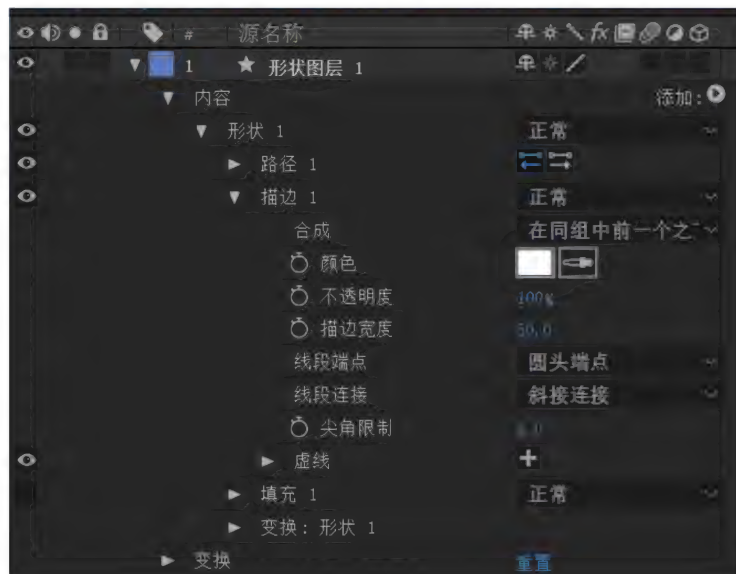 # 源名称 fx
1 ★ 形状图层 1
内容 添加:
形状 1 正常
路径 1
描边 1 正常
合成 在同组中前一个之
颜色
不透明度 100%
描边宽度 50.0
线段端点 圆头端点
线段连接 斜接连接
尖角限制
虚线 +
填充 1 正常
变换: 形状 1
变换 重置